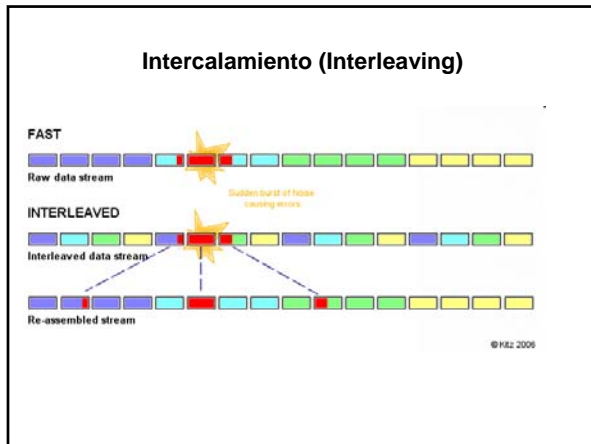 Intercalamiento (Interleaving)
FAST
Raw data stream
Sudden burst of noise
causing errors
INTERLEAVED
Interleaved data stream
Re-assembled stream
© Kitz 2006